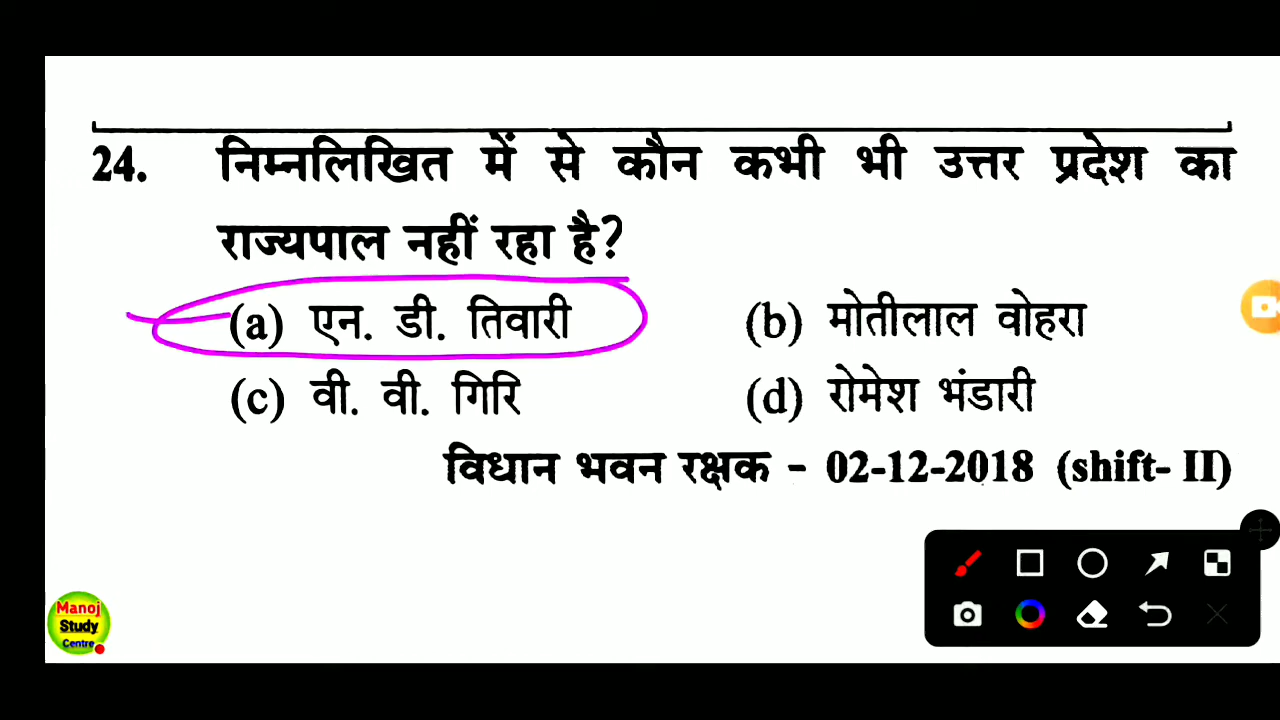 24. निम्नलिखित में से कौन कभी भी उत्तर प्रदेश का
राज्यपाल नहीं रहा है?
(a) एन. डी. तिवारी (b) मोतीलाल वोहरा
(c) वी. वी. गिरि (d) रोमेश भंडारी
विधान भवन रक्षक - 02-12-2018 (shift- II)
Manoj
Study
Centre